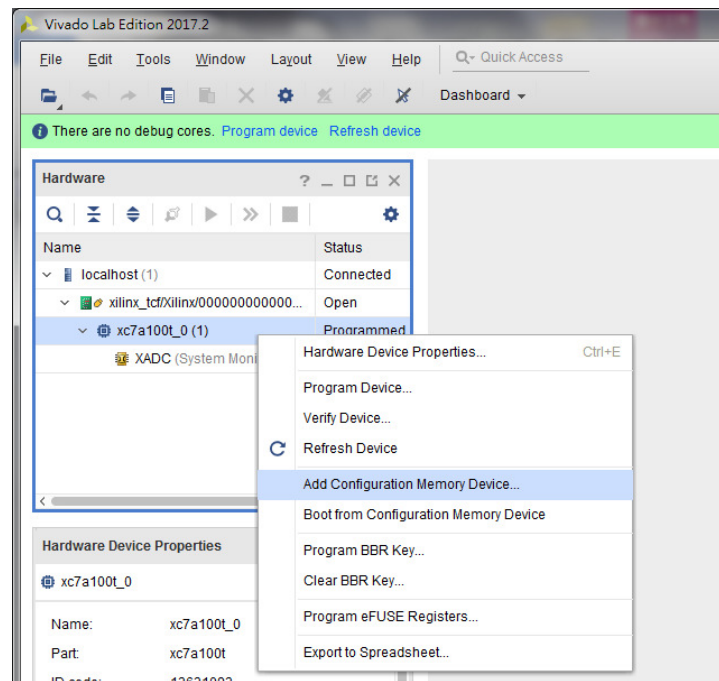 Vivado Lab Edition 2017.2
File Edit Tools Window Layout View Help Quick Access
Dashboard
There are no debug cores. Program device Refresh device
Hardware
Name Status
localhost (1) Connected
xilinx_tcf/Xilinx/000000000000... Open
xc7a100t_0 (1) Programmed
XADC (System Moni
Hardware Device Properties... Ctrl+E
Program Device...
Verify Device...
Refresh Device
Add Configuration Memory Device...
Boot from Configuration Memory Device
Program BBR Key...
Clear BBR Key...
Program eFUSE Registers...
Export to Spreadsheet...
Hardware Device Properties
xc7a100t_0
Name: xc7a100t_0
Part: xc7a100t